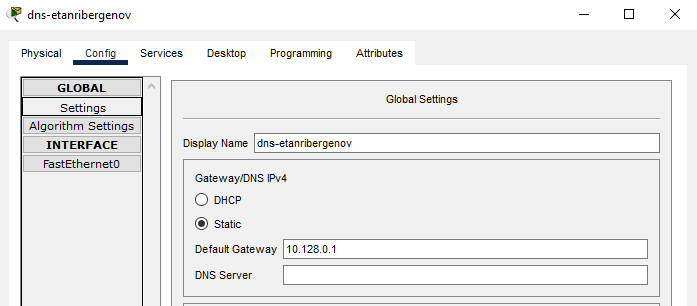 dns-etanribergenov
Physical Config Services Desktop Programming Attributes
GLOBAL
Settings
Algorithm Settings
INTERFACE
FastEthernet0
Global Settings
Display Name dns-etanribergenov
Gateway/DNS IPv4
DHCP
Static
Default Gateway 10.128.0.1
DNS Server